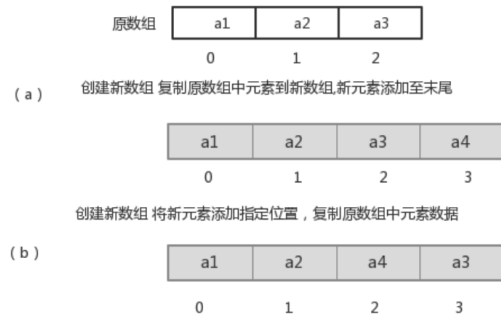 原数组 a1 a2 a3
0 1 2
(a) 创建新数组 复制原数组中元素到新数组,新元素添加至末尾
a1 a2 a3 a4
0 1 2 3
创建新数组 将新元素添加指定位置，复制原数组中元素数据
(b)
a1 a2 a4 a3
0 1 2 3